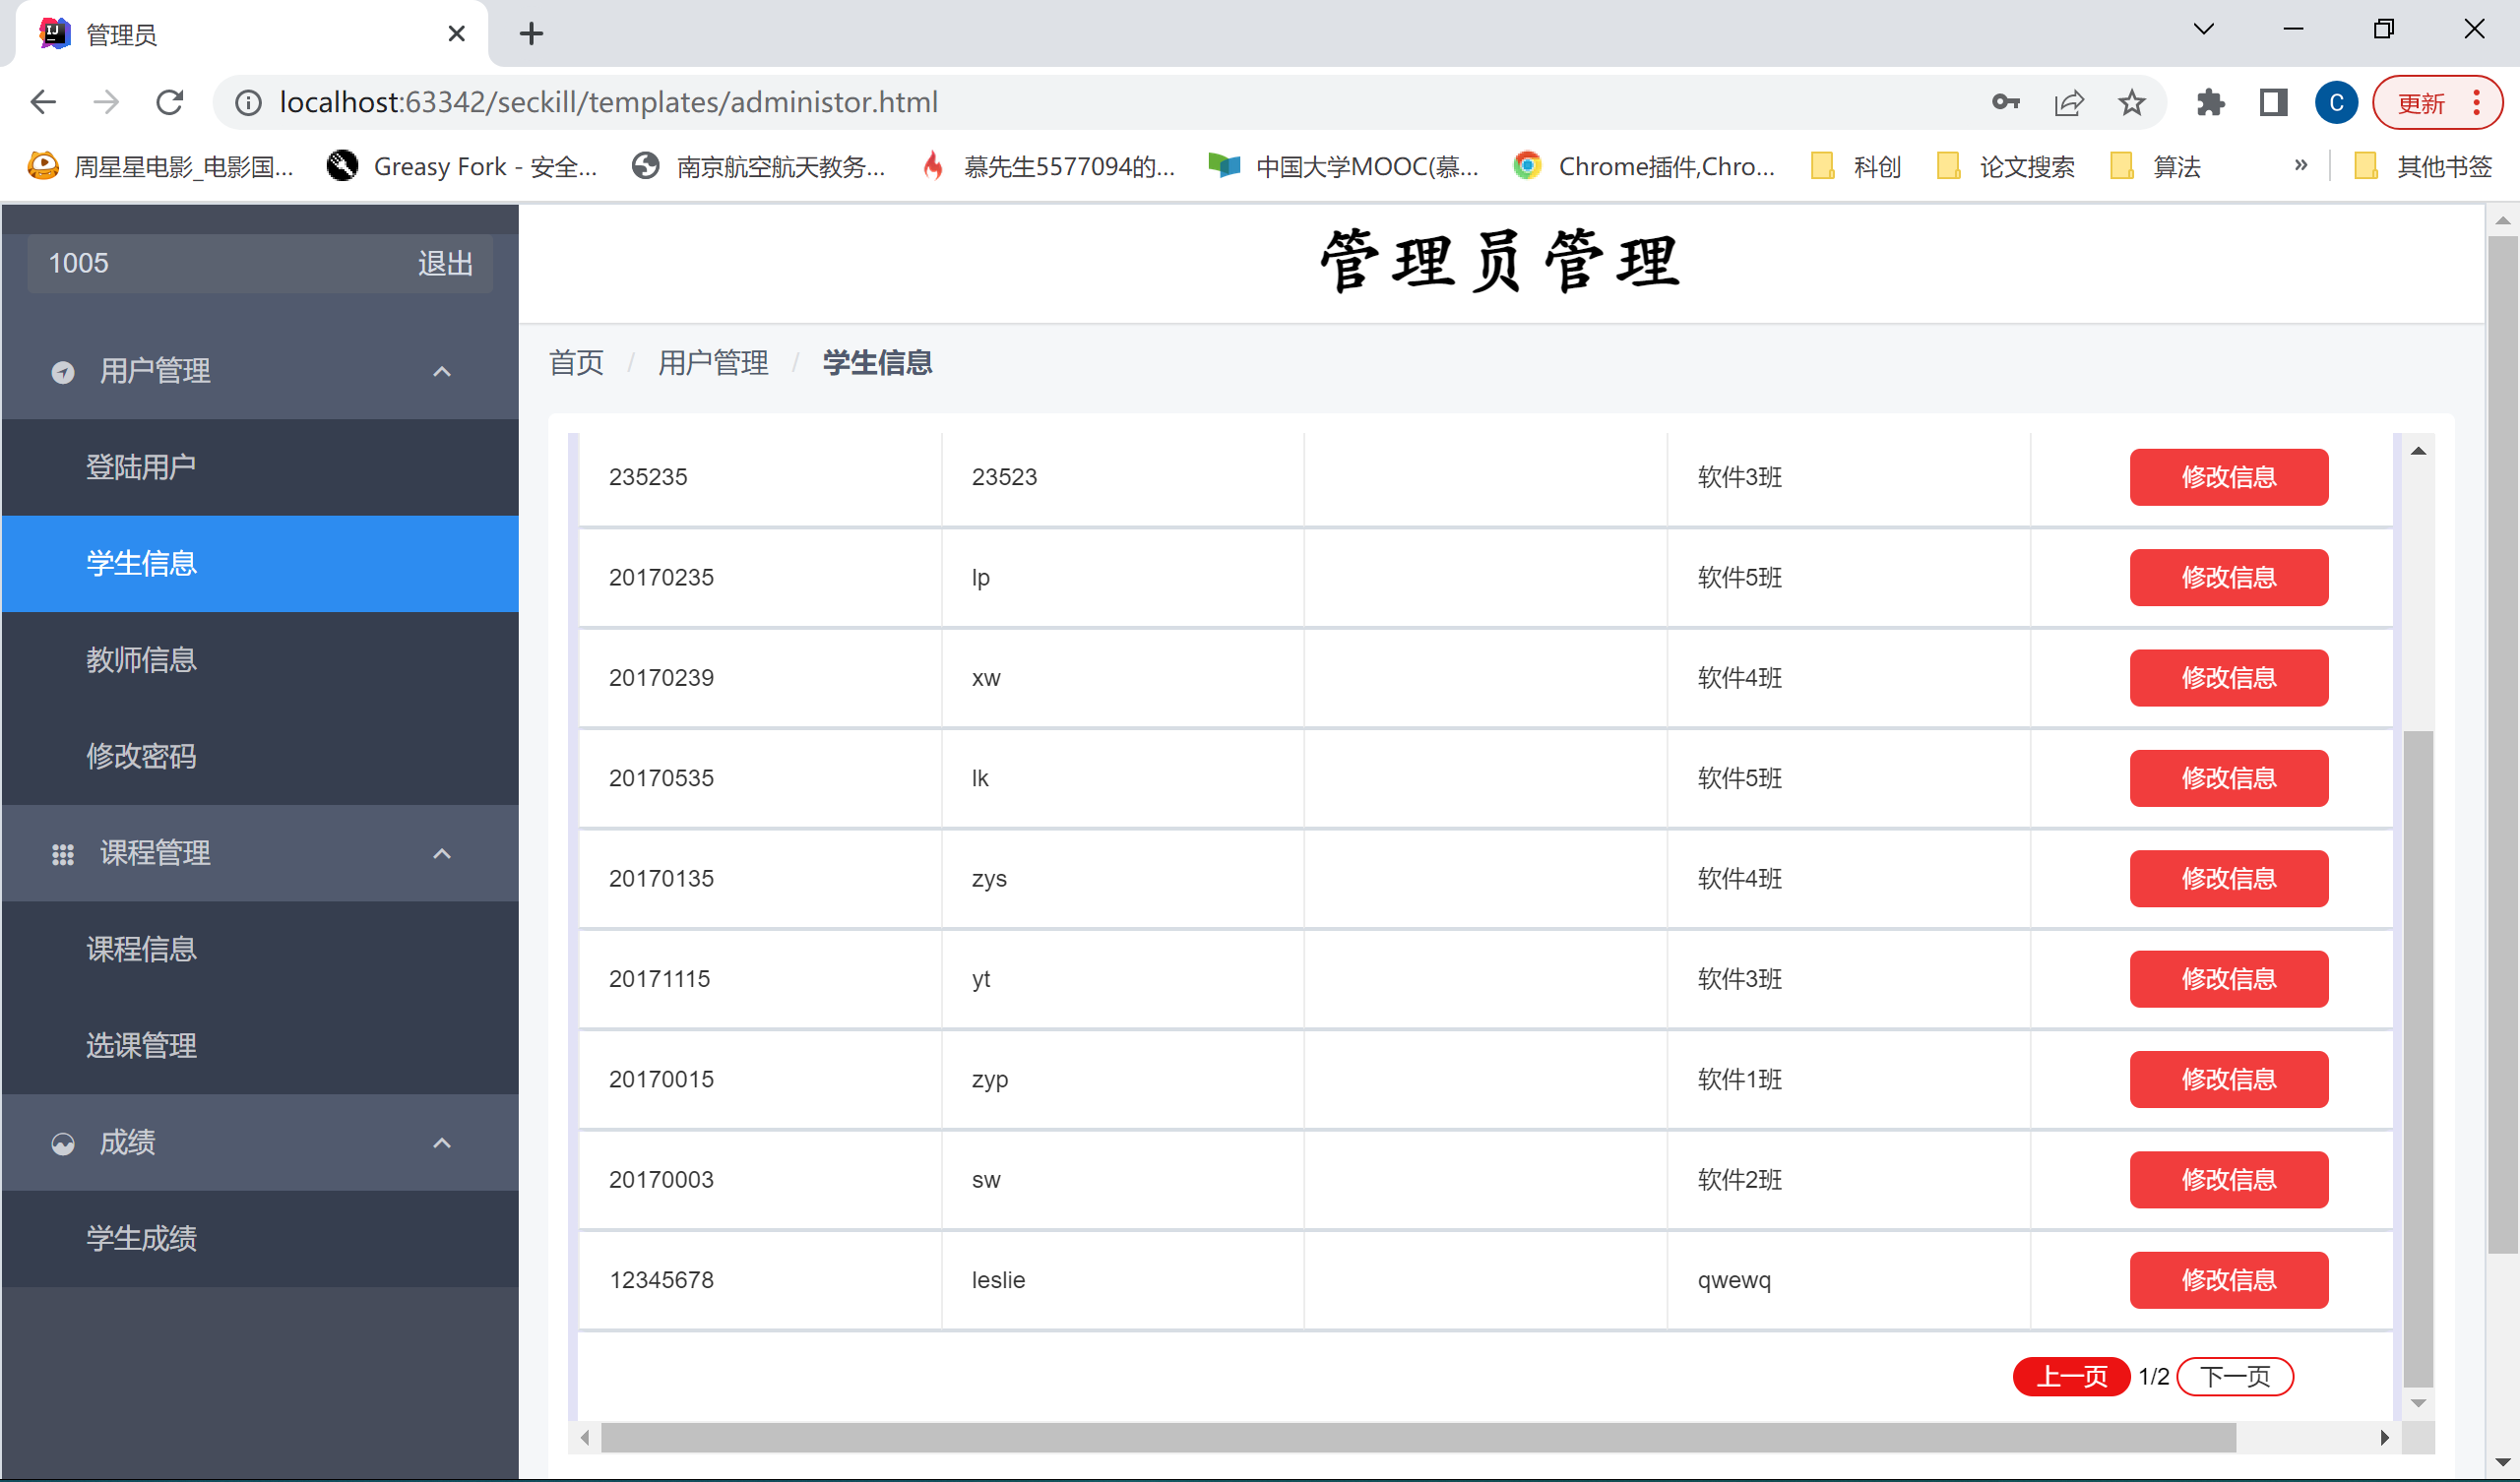 管理员
localhost:63342/seckill/templates/administor.html
C
更新
周星星电影_电影国...
Greasy Fork - 安全...
南京航空航天教务...
慕先生5577094的...
中国大学MOOC(慕...
Chrome插件,Chro...
科创
论文搜索
算法
»
其他书签
1005 退出
管理员管理
用户管理
登陆用户
学生信息
教师信息
修改密码
课程管理
课程信息
选课管理
成绩
学生成绩
首页 / 用户管理 / 学生信息
235235 23523 软件3班 修改信息
20170235 lp 软件5班 修改信息
20170239 xw 软件4班 修改信息
20170535 lk 软件5班 修改信息
20170135 zys 软件4班 修改信息
20171115 yt 软件3班 修改信息
20170015 zyp 软件1班 修改信息
20170003 sw 软件2班 修改信息
12345678 leslie qwewq 修改信息
上一页 1/2 下一页